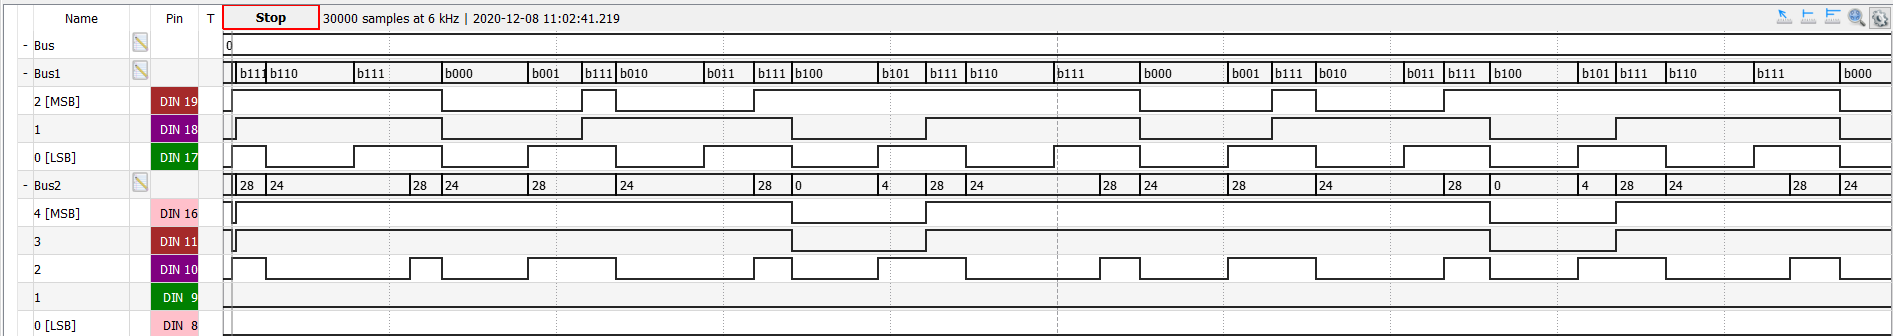 Name Pin T Stop 30000 samples at 6 kHz | 2020-12-08 11:02:41.219
- Bus 0
- Bus1 b111 b110 b111 b000 b001 b111 b010 b011 b111 b100 b101 b111 b110 b111 b000 b001 b111 b010 b011 b111 b100 b101 b111 b110 b111 b000
2 [MSB] DIN 19
1 DIN 18
0 [LSB] DIN 17
- Bus2 28 24 28 24 28 24 28 0 4 28 24 28 24 28 24 28 0 4 28 24 28 24
4 [MSB] DIN 16
3 DIN 11
2 DIN 10
1 DIN 9
0 [LSB] DIN 8